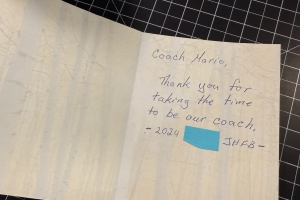 Coach Mario,
Thank you for
taking the time
to be our coach.
- 2024 JHFB -